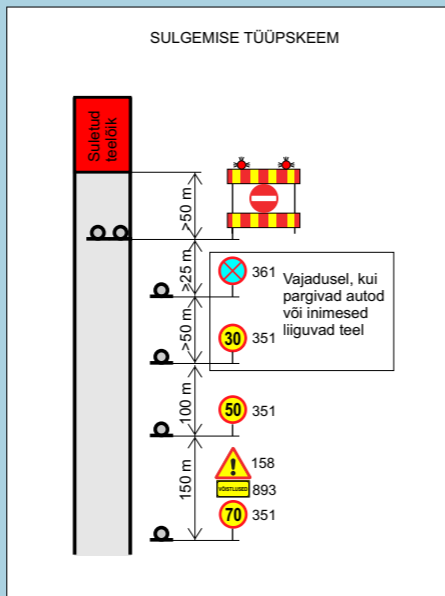 SULGEMISE TÜÜPSKEEM
Suletud
teelõik
>50 m
>25 m
361
Vajadusel, kui
pargivad autod
või inimesed
liiguvad teel
>50 m
30
351
100 m
50
351
150 m
!
158
VÕISTLUSED
893
70
351